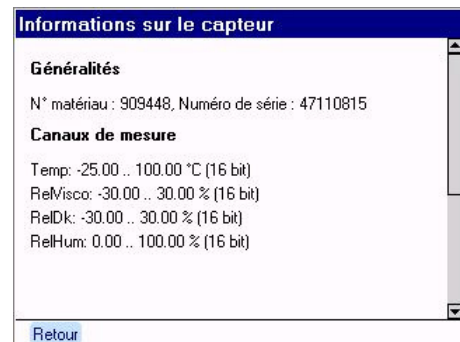 Informations sur le capteur
Généralités
N° matériau : 909448, Numéro de série : 47110815
Canaux de mesure
Temp: -25.00 .. 100.00 °C (16 bit)
RelVisco: -30.00 .. 30.00 % (16 bit)
RelDk: -30.00 .. 30.00 % (16 bit)
RelHum: 0.00 .. 100.00 % (16 bit)
Retour